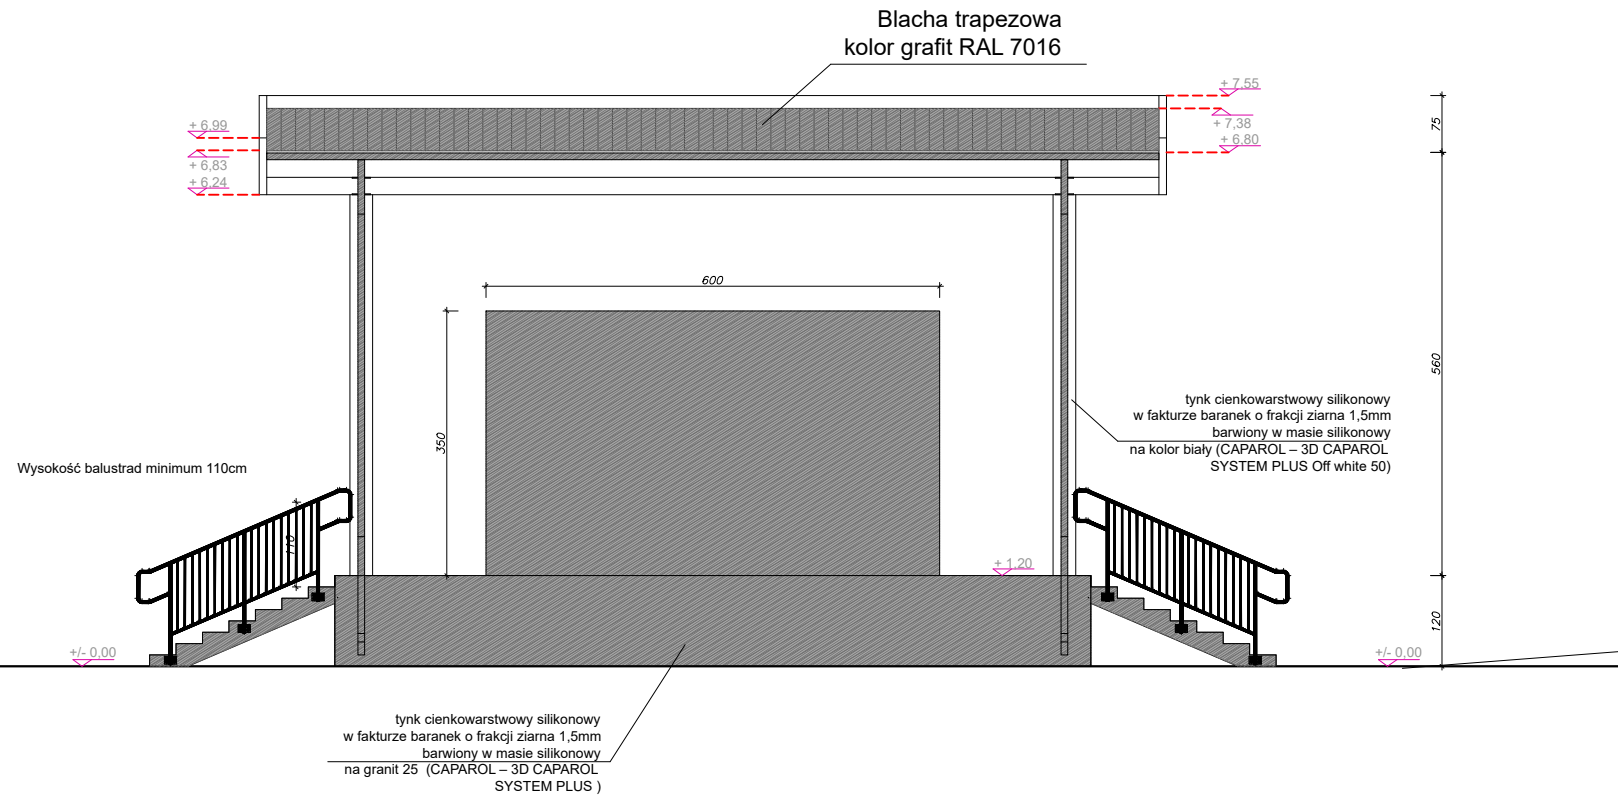 Blacha trapezowa
kolor grafit RAL 7016
+ 7.55
+ 7,38
+ 6.80
+ 6.99
+ 6,83
+ 6.24
75
600
350
560
tynk cienkowarstwowy silikonowy
w fakturze baranek o frakcji ziarna 1,5mm
barwiony w masie silikonowy
na kolor biały (CAPAROL – 3D CAPAROL
SYSTEM PLUS Off white 50)
Wysokość balustrad minimum 110cm
110
+ 1.20
120
+/- 0,00
+/- 0,00
tynk cienkowarstwowy silikonowy
w fakturze baranek o frakcji ziarna 1,5mm
barwiony w masie silikonowy
na granit 25 (CAPAROL – 3D CAPAROL
SYSTEM PLUS )